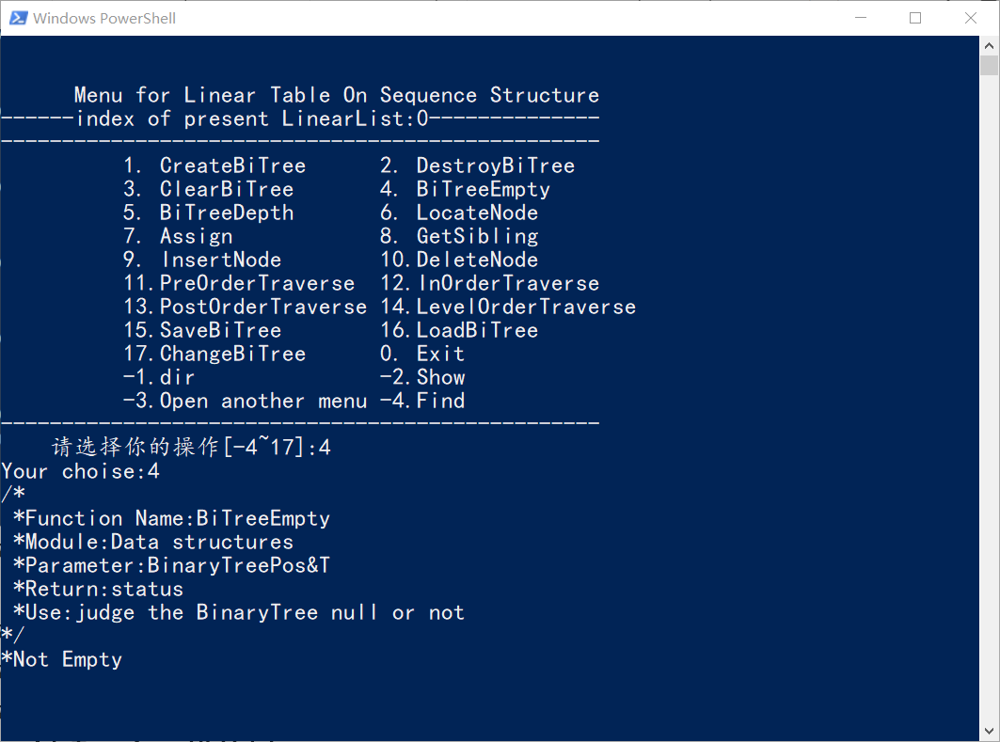 Windows PowerShell
Menu for Linear Table On Sequence Structure
------index of present LinearList:0--------------
-------------------------------------------------
1. CreateBiTree 2. DestroyBiTree
3. ClearBiTree 4. BiTreeEmpty
5. BiTreeDepth 6. LocateNode
7. Assign 8. GetSibling
9. InsertNode 10.DeleteNode
11.PreOrderTraverse 12.InOrderTraverse
13.PostOrderTraverse 14.LevelOrderTraverse
15.SaveBiTree 16.LoadBiTree
17.ChangeBiTree 0. Exit
-1.dir -2.Show
-3.Open another menu -4.Find
-------------------------------------------------
请选择你的操作[-4~17]:4
Your choise:4
/*
*Function Name:BiTreeEmpty
*Module:Data structures
*Parameter:BinaryTreePos&T
*Return:status
*Use:judge the BinaryTree null or not
*/
*Not Empty